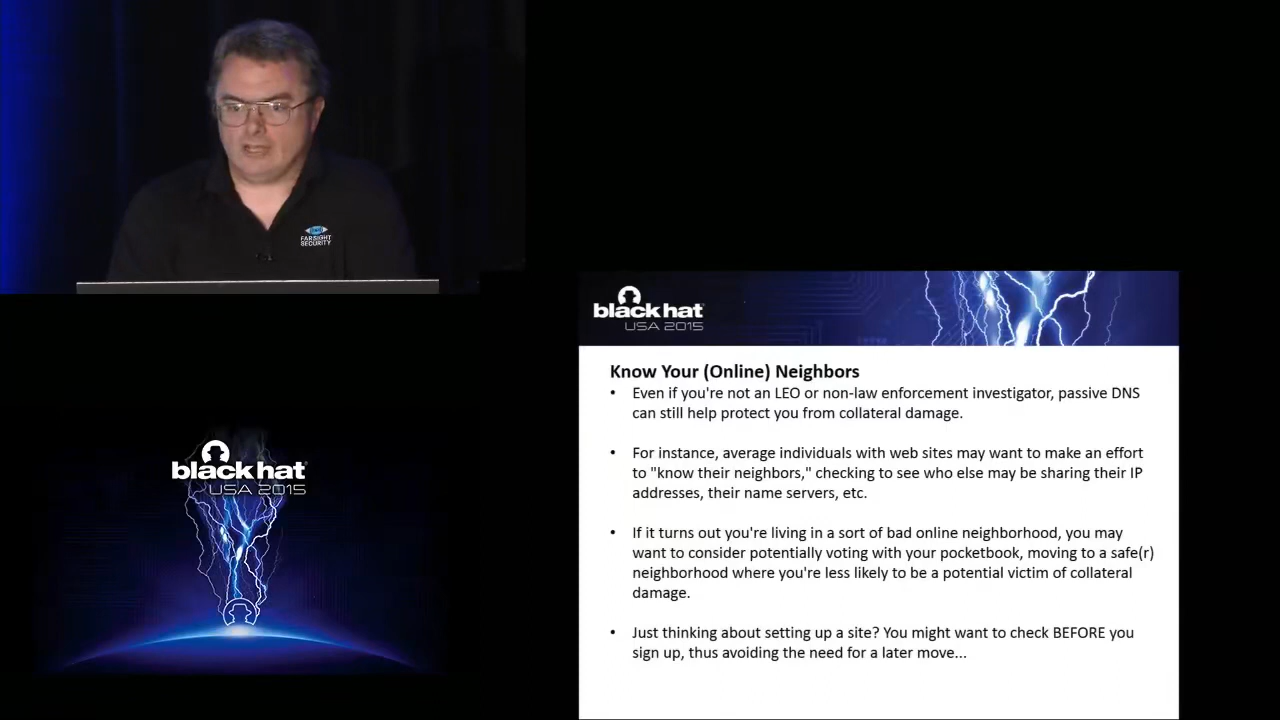 FARSIGHT
SECURITY
black hat
USA 2015
black hat
USA 2015
Know Your (Online) Neighbors
• Even if you're not an LEO or non-law enforcement investigator, passive DNS
can still help protect you from collateral damage.
• For instance, average individuals with web sites may want to make an effort
to "know their neighbors," checking to see who else may be sharing their IP
addresses, their name servers, etc.
• If it turns out you're living in a sort of bad online neighborhood, you may
want to consider potentially voting with your pocketbook, moving to a safe(r)
neighborhood where you're less likely to be a potential victim of collateral
damage.
• Just thinking about setting up a site? You might want to check BEFORE you
sign up, thus avoiding the need for a later move...